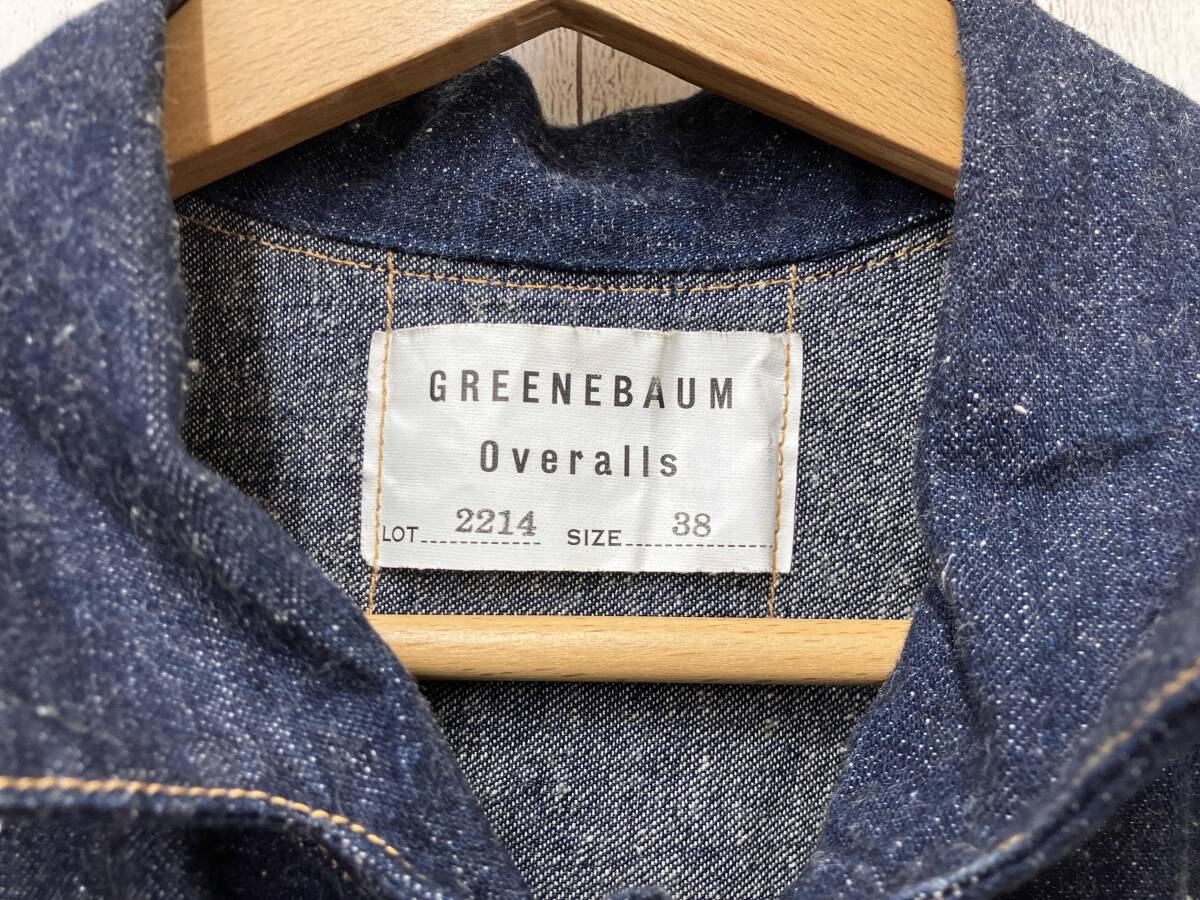 GREENEBAUM
Overalls
LOT 2214 SIZE 38